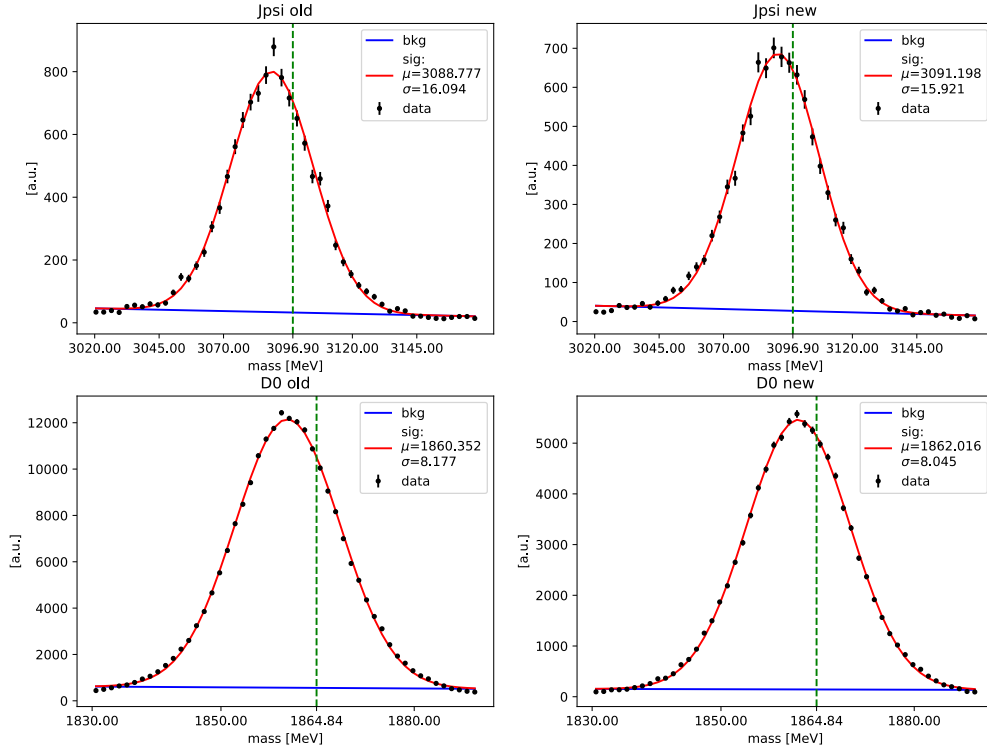 Jpsi old
[a.u.]
800
600
400
200
0
bkg
sig:
μ=3088.777
σ=16.094
data
3020.00 3045.00 3070.00 3096.90 3120.00 3145.00
mass [MeV]
Jpsi new
[a.u.]
700
600
500
400
300
200
100
0
bkg
sig:
μ=3091.198
σ=15.921
data
3020.00 3045.00 3070.00 3096.90 3120.00 3145.00
mass [MeV]
D0 old
[a.u.]
12000
10000
8000
6000
4000
2000
0
bkg
sig:
μ=1860.352
σ=8.177
data
1830.00 1850.00 1864.84 1880.00
mass [MeV]
D0 new
[a.u.]
5000
4000
3000
2000
1000
0
bkg
sig:
μ=1862.016
σ=8.045
data
1830.00 1850.00 1864.84 1880.00
mass [MeV]